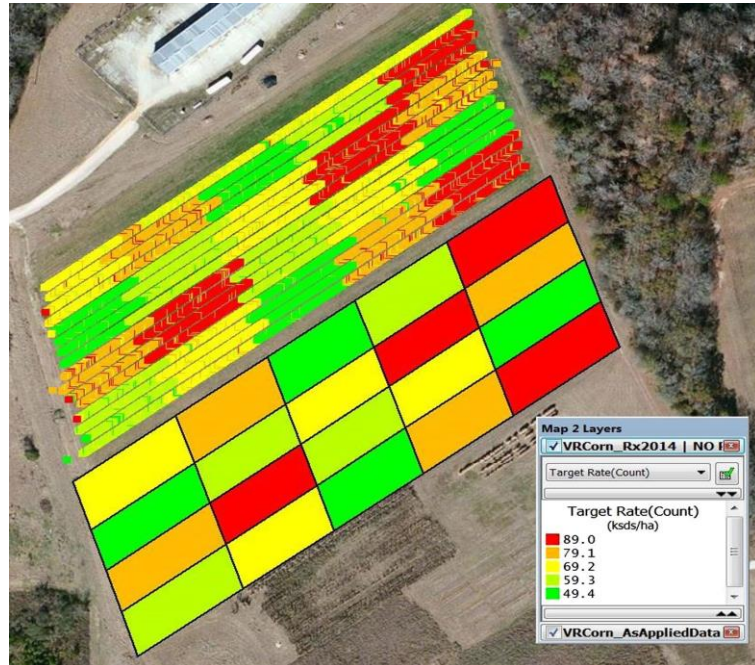 Map 2 Layers
VRCorn_Rx2014 | NO
Target Rate(Count)
Target Rate(Count)
(ksds/ha)
89.0
79.1
69.2
59.3
49.4
VRCorn_AsAppliedData